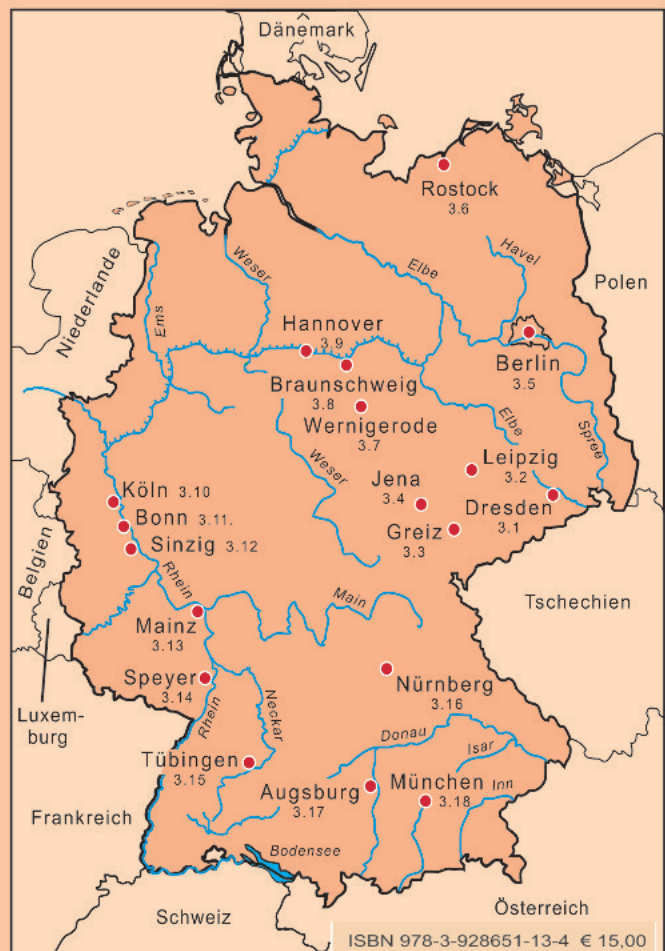 Dänemark
Rostock
3.6
Niederlande
Ems
Weser
Elbe
Havel
Polen
Hannover
3.9
Berlin
3.5
Braunschweig
3.8
Wernigerode
3.7
Elbe
Spree
Weser
Leipzig
3.2
Jena
3.4
Dresden
3.1
Greiz
3.3
Köln 3.10
Bonn 3.11.
Sinzig 3.12
Belgien
Rhein
Main
Tschechien
Mainz
3.13
Speyer
3.14
Nürnberg
3.16
Luxem-
burg
Rhein
Neckar
Donau
Isar
Tübingen
3.15
Augsburg
3.17
München
3.18
Inn
Frankreich
Bodensee
Schweiz
Österreich
ISBN 978-3-928651-13-4 € 15,00